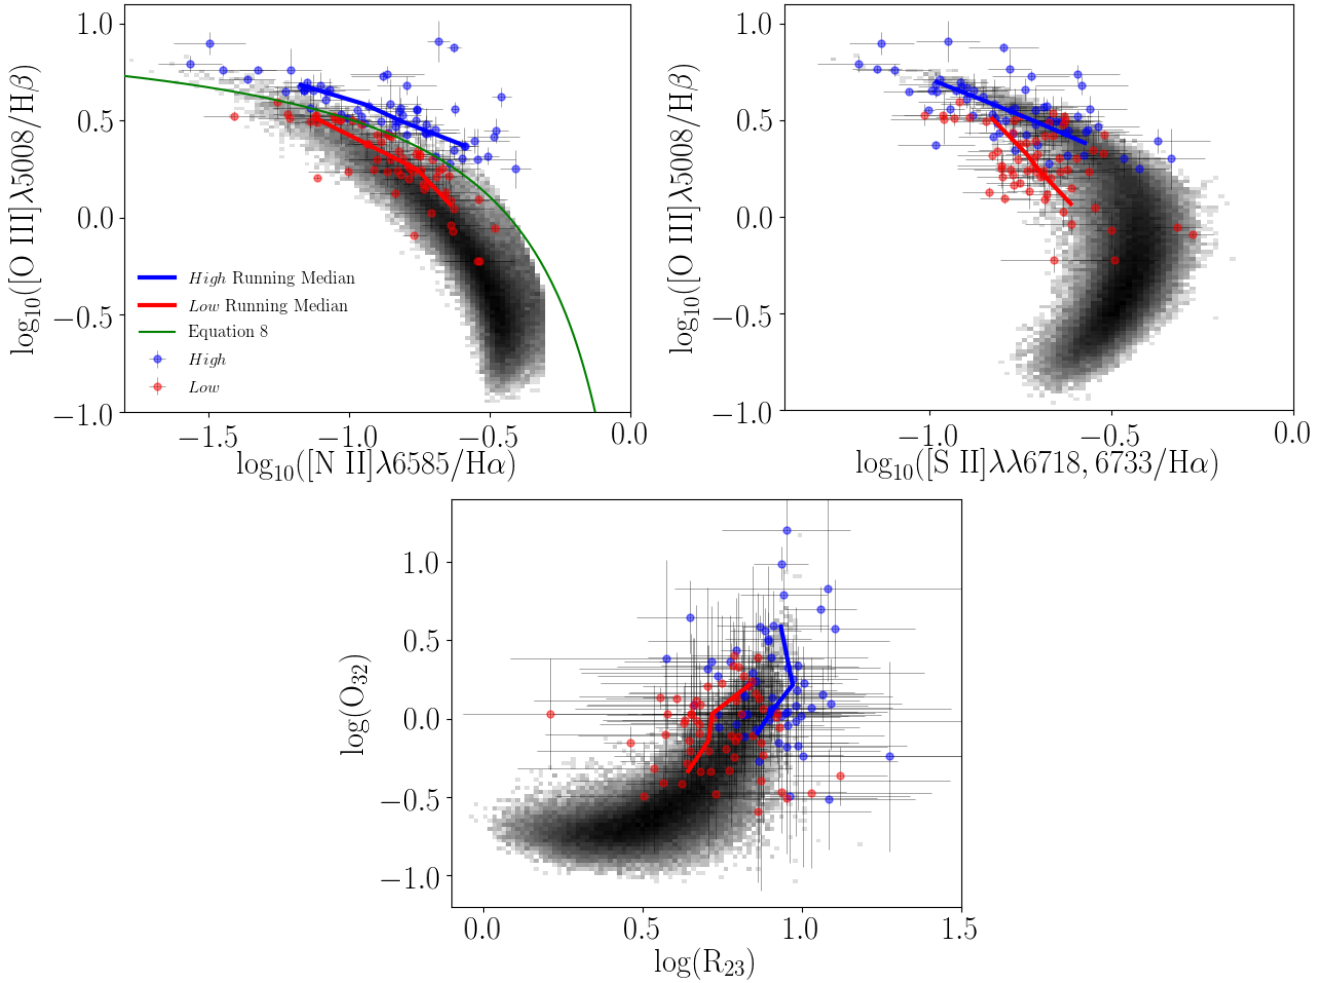 1.0
0.5
0.0
−0.5
−1.0
log₁₀([O III]λ5008/Hβ)
High Running Median
Low Running Median
Equation 8
High
Low
−1.5 −1.0 −0.5 0.0
log₁₀([N II]λ6585/Hα)
1.0
0.5
0.0
−0.5
−1.0
log₁₀([O III]λ5008/Hβ)
−1.0 −0.5 0.0
log₁₀([S II]λλ6718, 6733/Hα)
1.0
0.5
0.0
−0.5
−1.0
log(O₃₂)
0.0 0.5 1.0 1.5
log(R₂₃)